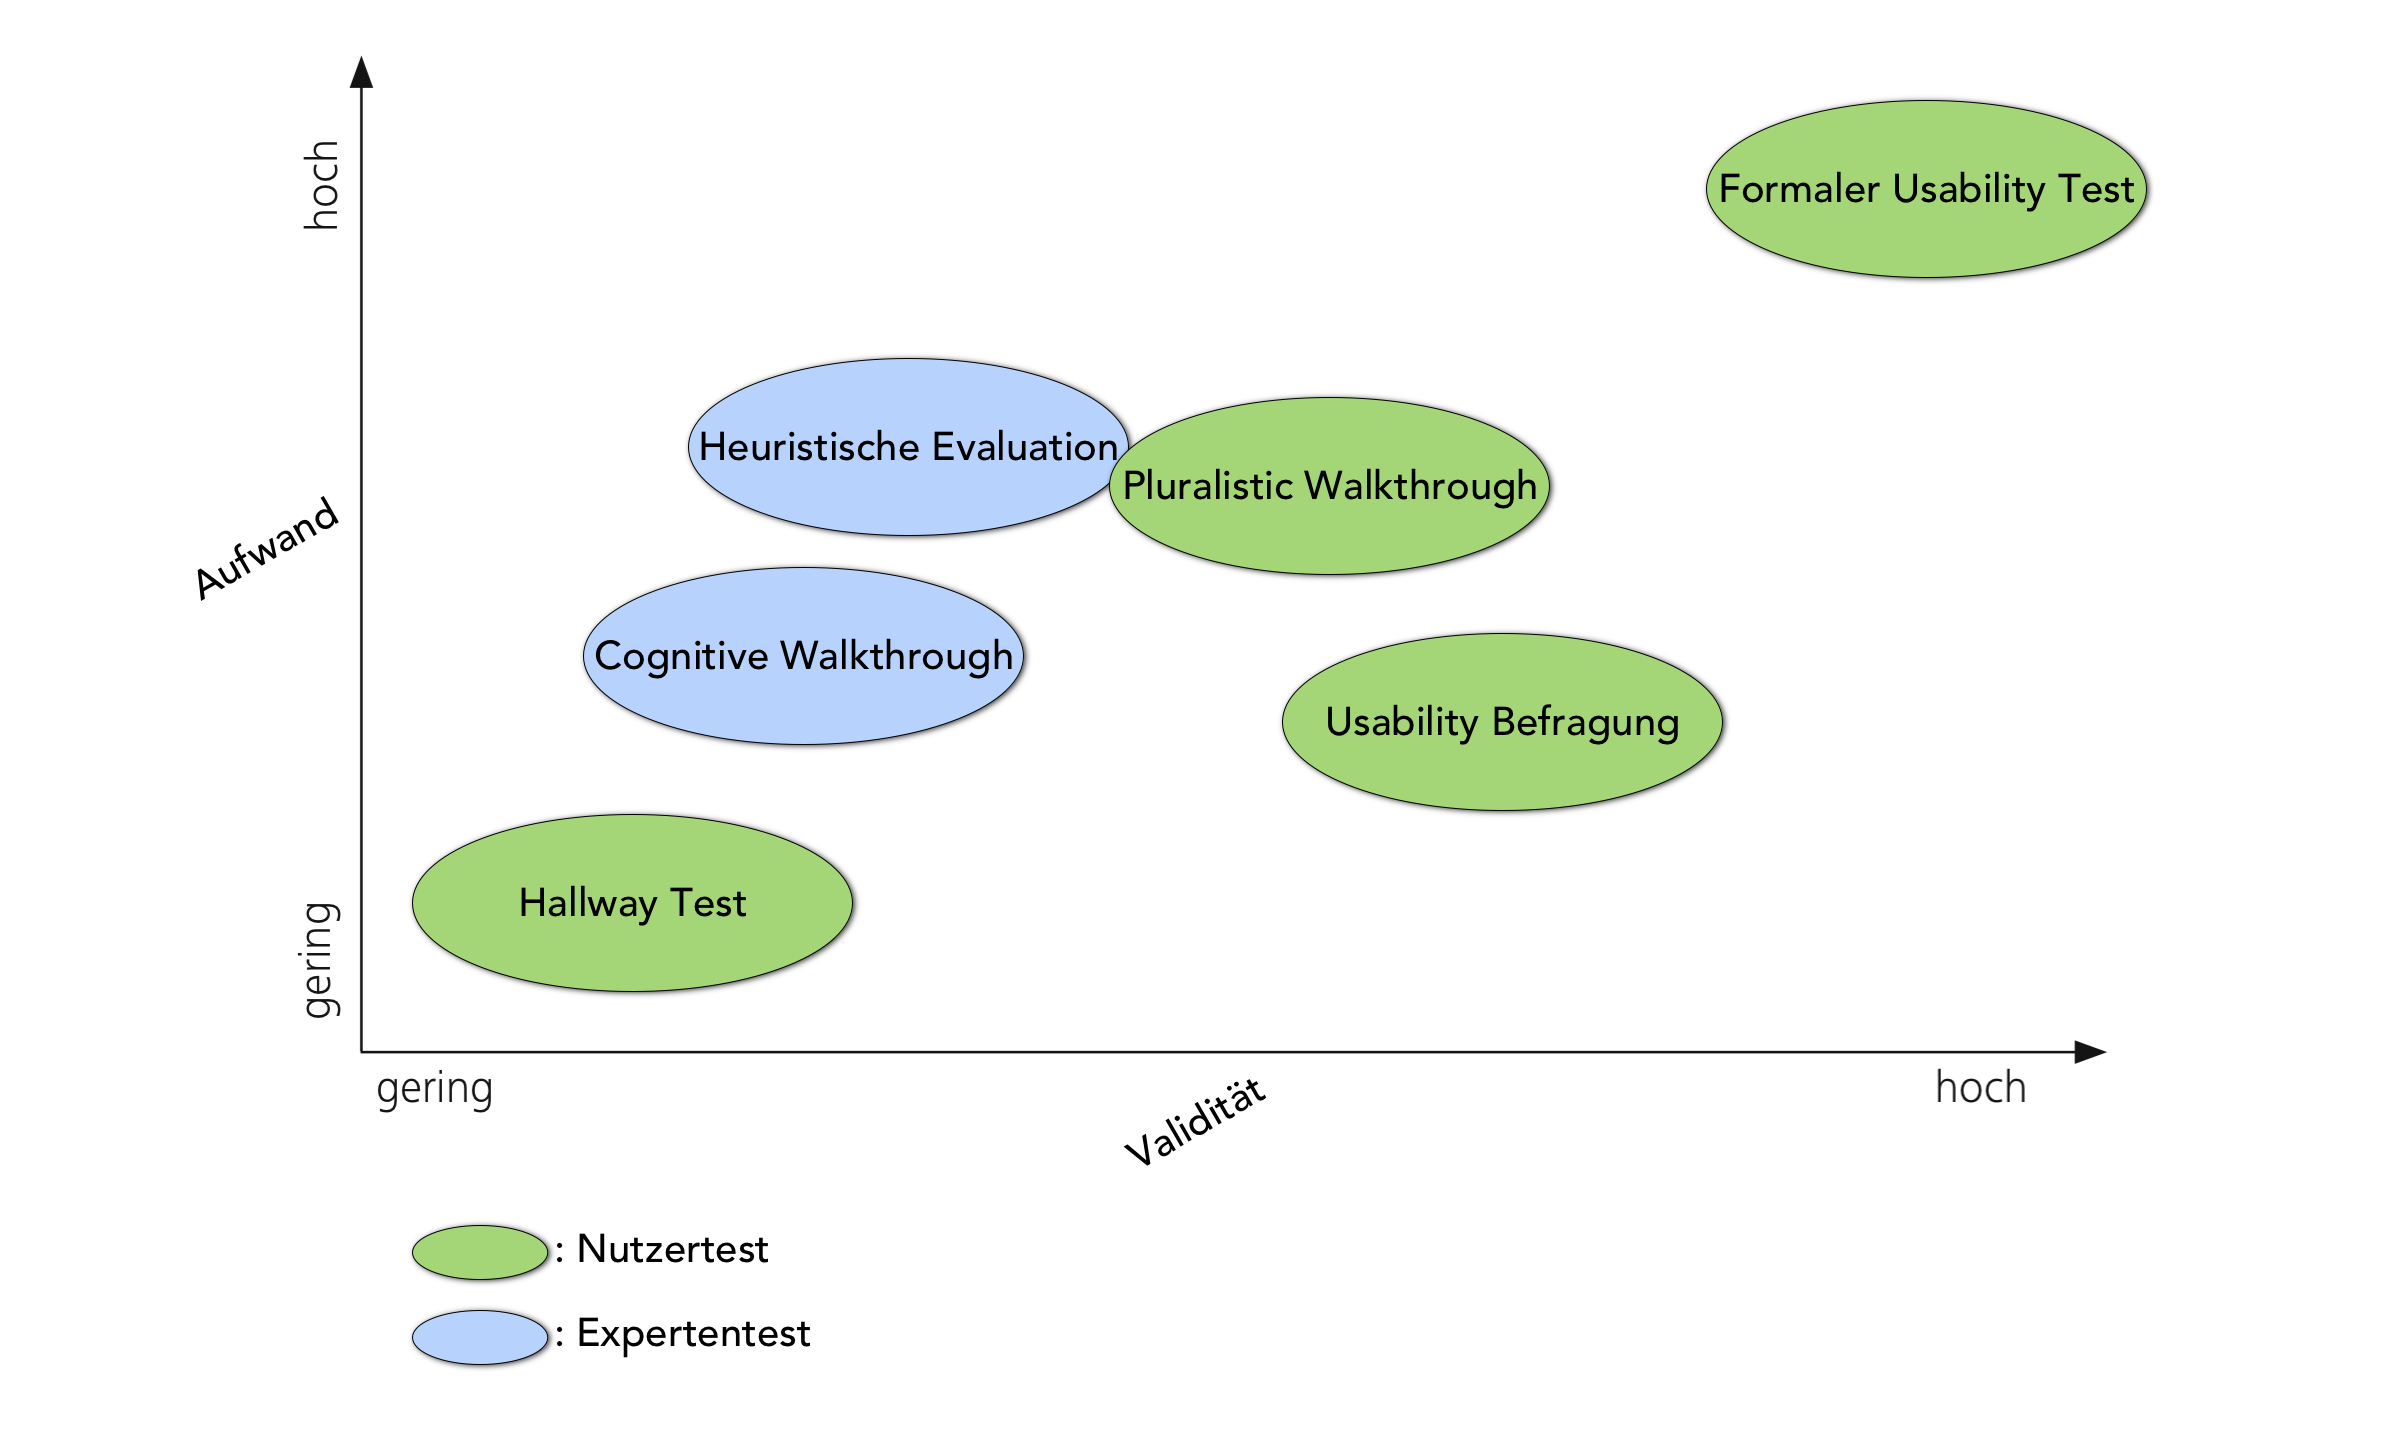 hoch
Formaler Usability Test
Heuristische Evaluation
Pluralistic Walkthrough
Aufwand
Cognitive Walkthrough
Usability Befragung
Hallway Test
gering
gering
hoch
Validität
: Nutzertest
: Expertentest